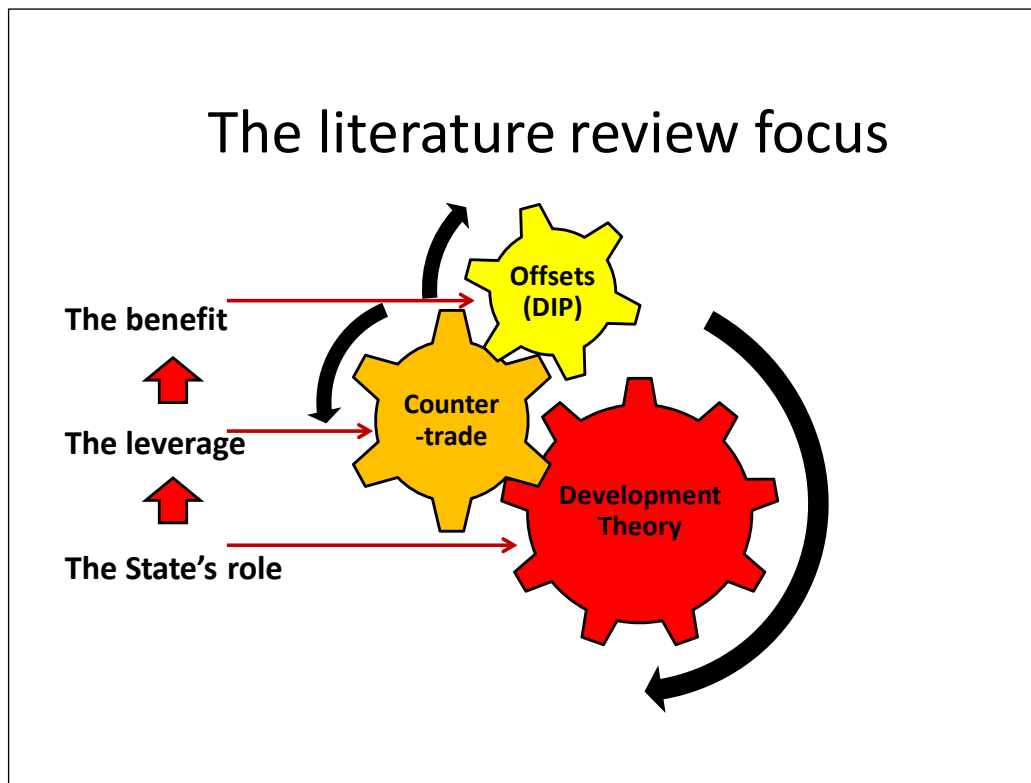 The literature review focus
Offsets
(DIP)
The benefit
Counter
-trade
The leverage
Development
Theory
The State’s role